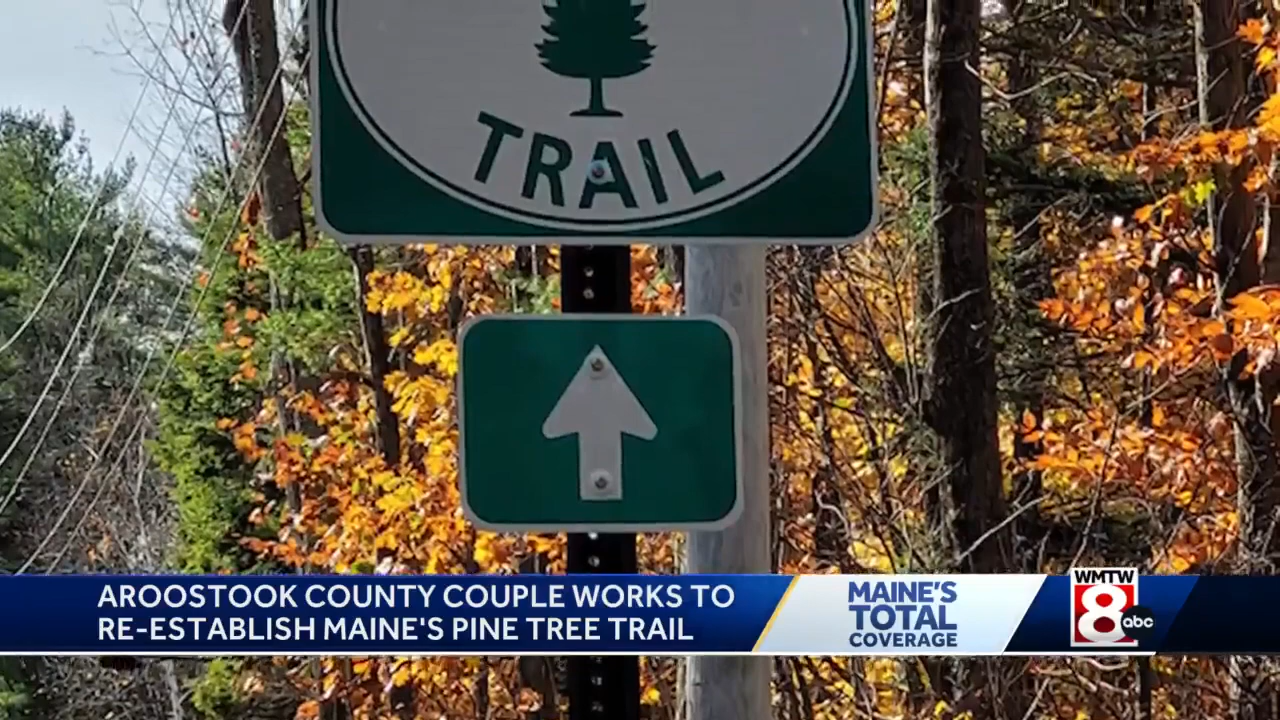 TRAIL
AROOSTOOK COUNTY COUPLE WORKS TO
RE-ESTABLISH MAINE'S PINE TREE TRAIL
MAINE'S
TOTAL
COVERAGE
WMTW
8
abc